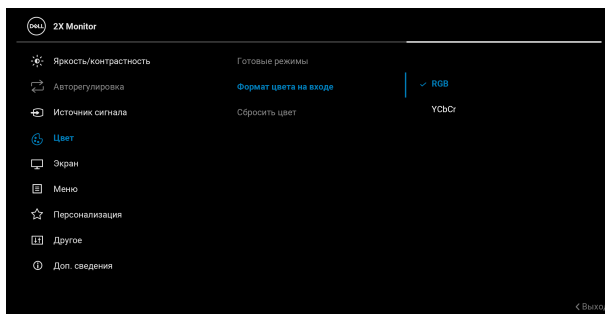 DELL 2X Monitor
Яркость/контрастность
Авторегулировка
Источник сигнала
Цвет
Экран
Меню
Персонализация
Другое
Доп. сведения
Готовые режимы
Формат цвета на входе
Сбросить цвет
RGB
YCbCr
Выход